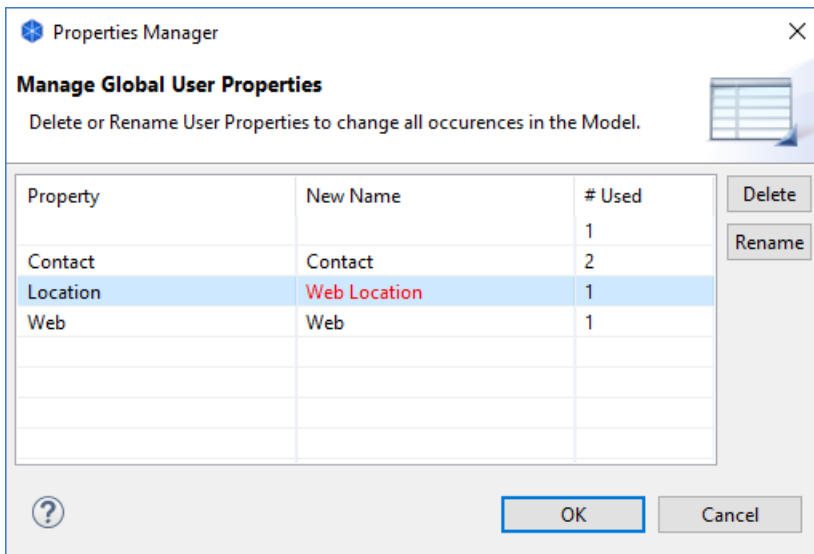 Properties Manager
Manage Global User Properties
Delete or Rename User Properties to change all occurences in the Model.
Property New Name # Used
1
Contact Contact 2
Location Web Location 1
Web Web 1
Delete
Rename
?
OK Cancel